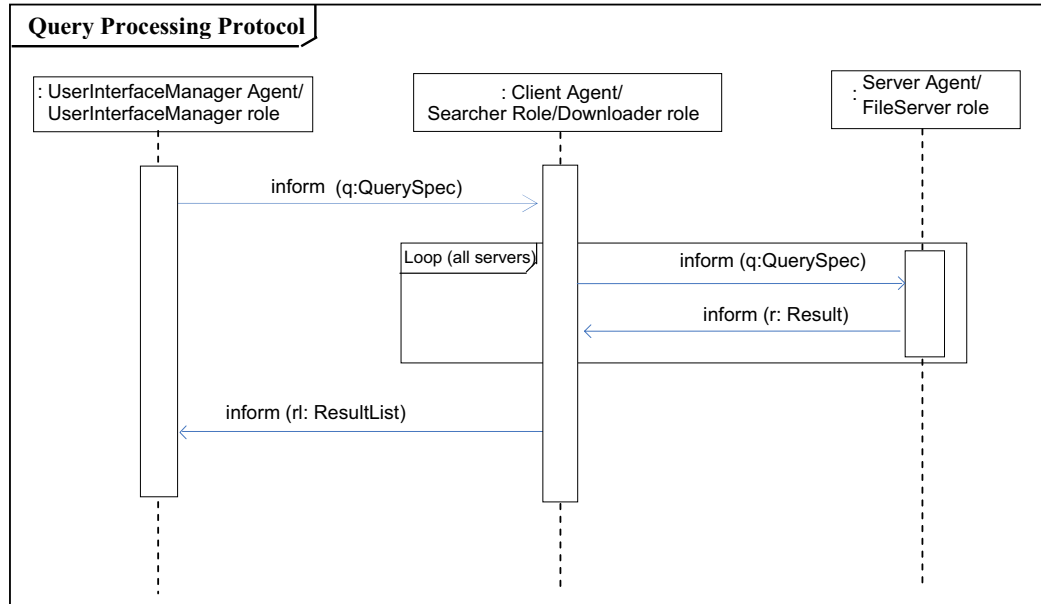 Query Processing Protocol
: UserInterfaceManager Agent/
UserInterfaceManager role
: Client Agent/
Searcher Role/Downloader role
: Server Agent/
FileServer role
inform (q:QuerySpec)
Loop (all servers)
inform (q:QuerySpec)
inform (r: Result)
inform (rl: ResultList)